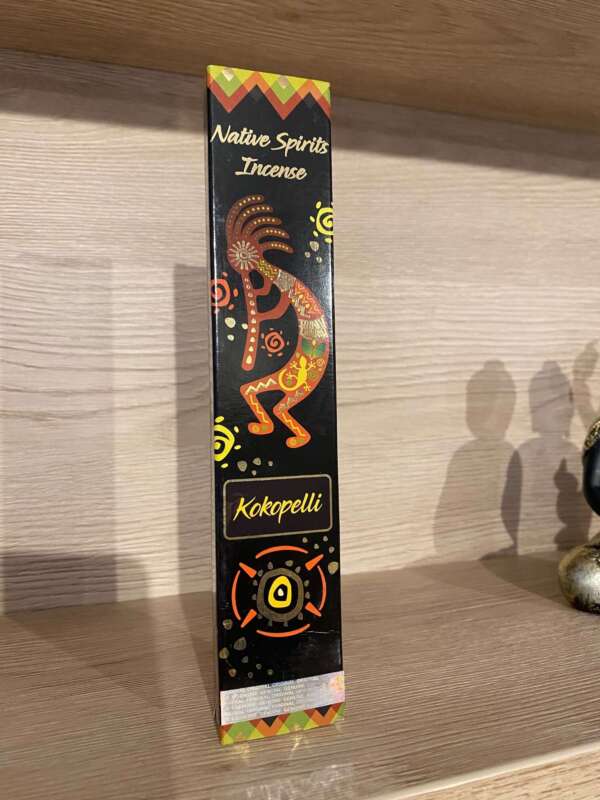 Native Spirits
Incense
Kokopelli